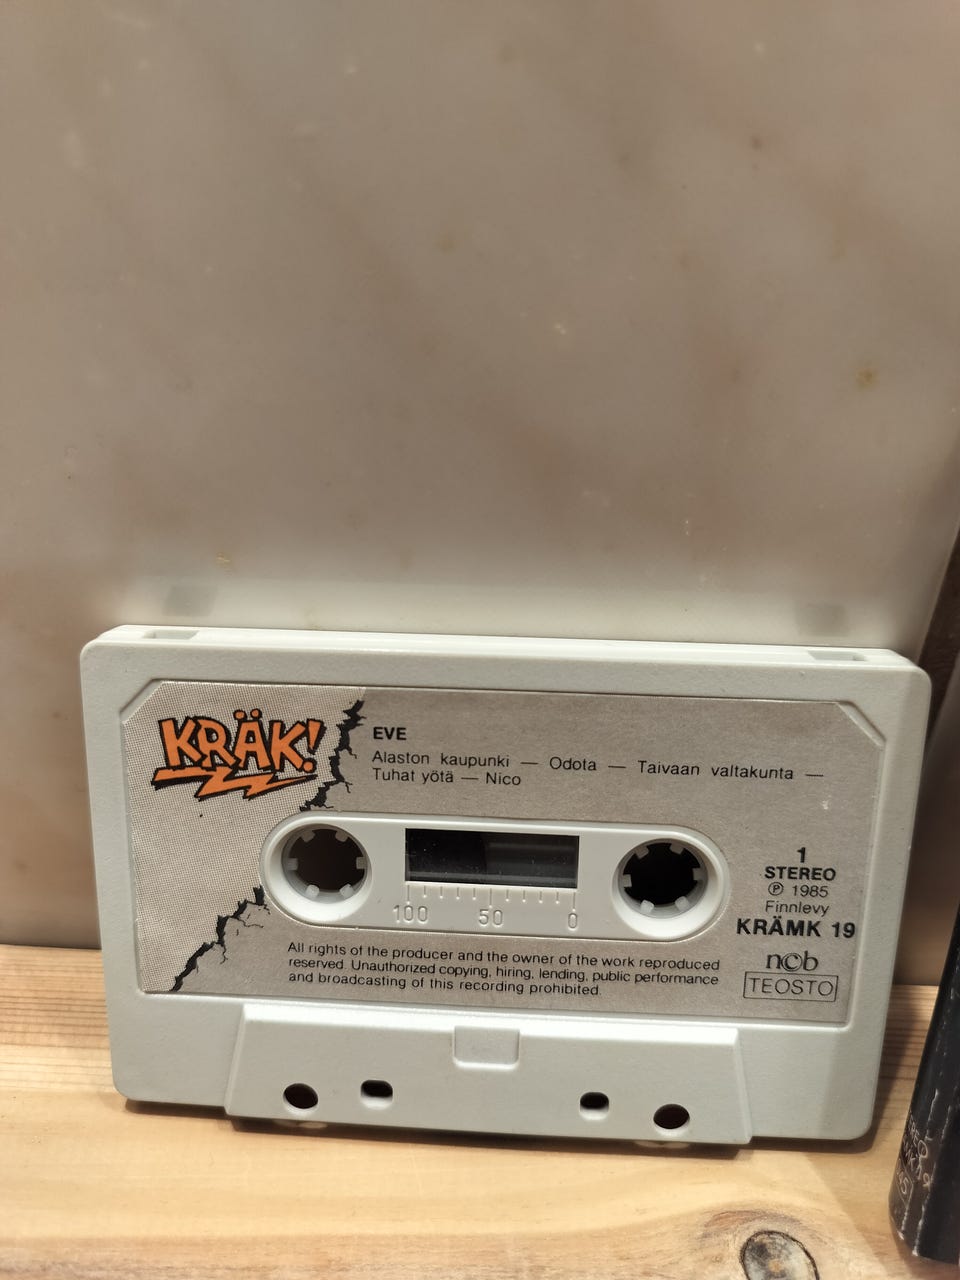 KRÄK!
EVE
Alaston kaupunki — Odota — Taivaan valtakunta —
Tuhat yötä — Nico
100 50 0
1
STEREO
Ⓟ 1985
Finnlevy
KRÄMK 19
n©b
TEOSTO
All rights of the producer and the owner of the work reproduced
reserved. Unauthorized copying, hiring, lending, public performance
and broadcasting of this recording prohibited.